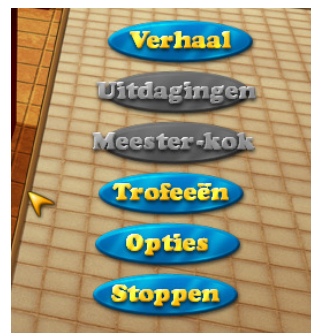 Verhaal
Uitdagingen
Meester-kok
Trofeeën
Opties
Stoppen